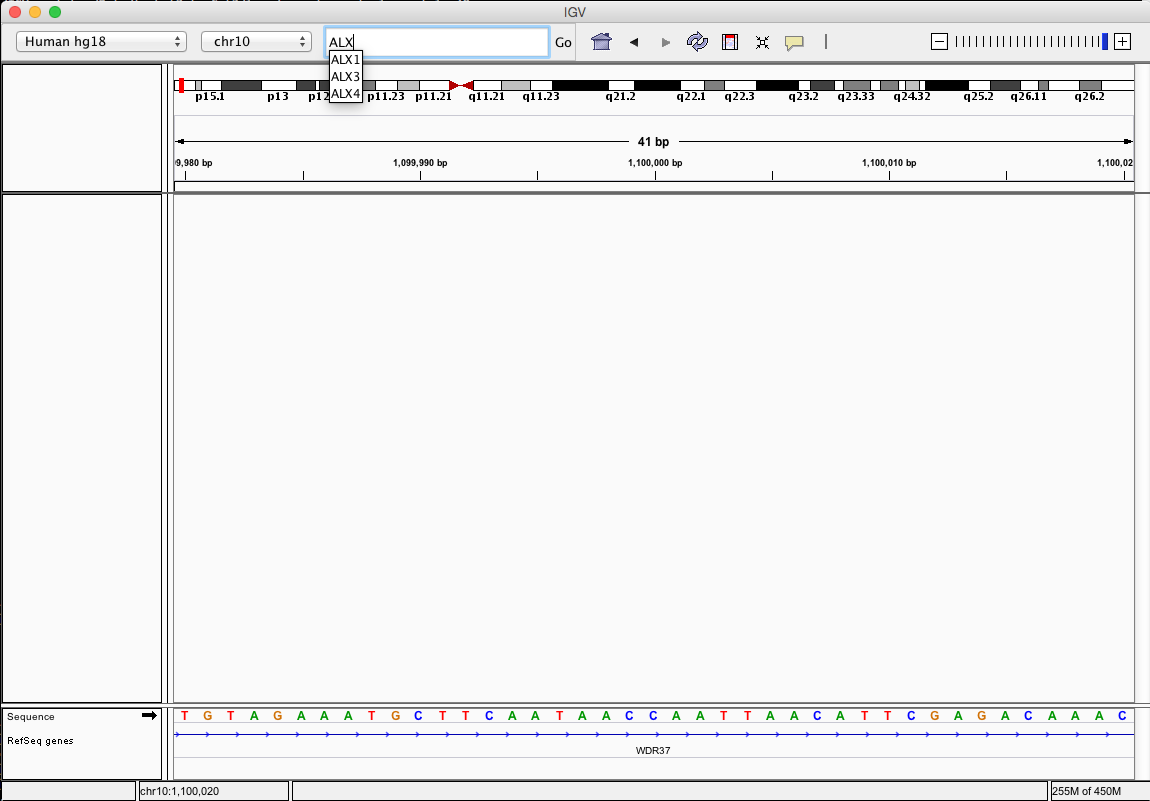 IGV
Human hg18 chr10 ALX Go
ALX1
ALX3
ALX4
p15.1 p13 p12 p11.23 p11.21 q11.21 q11.23 q21.2 q22.1 q22.3 q23.2 q23.33 q24.32 q25.2 q26.11 q26.2
41 bp
9,980 bp 1,099,990 bp 1,100,000 bp 1,100,010 bp 1,100,02
Sequence T G T A G A A A T G C T T C A A T A A C C A A T T A A C A T T C G A G A C A A A C
RefSeq genes
WDR37
chr10:1,100,020 255M of 450M